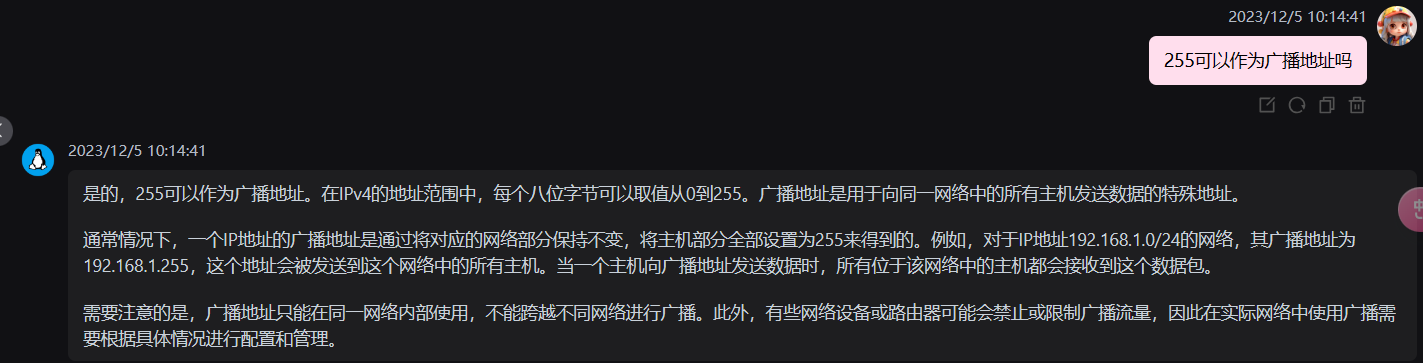 2023/12/5 10:14:41
255可以作为广播地址吗
2023/12/5 10:14:41
是的，255可以作为广播地址。在IPv4的地址范围中，每个八位字节可以取值从0到255。广播地址是用于向同一网络中的所有主机发送数据的特殊地址。
通常情况下，一个IP地址的广播地址是通过将对应的网络部分保持不变，将主机部分全部设置为255来得到的。例如，对于IP地址192.168.1.0/24的网络，其广播地址为
192.168.1.255，这个地址会被发送到这个网络中的所有主机。当一个主机向广播地址发送数据时，所有位于该网络中的主机都会接收到这个数据包。
需要注意的是，广播地址只能在同一网络内部使用，不能跨越不同网络进行广播。此外，有些网络设备或路由器可能会禁止或限制广播流量，因此在实际网络中使用广播需
要根据具体情况进行配置和管理。